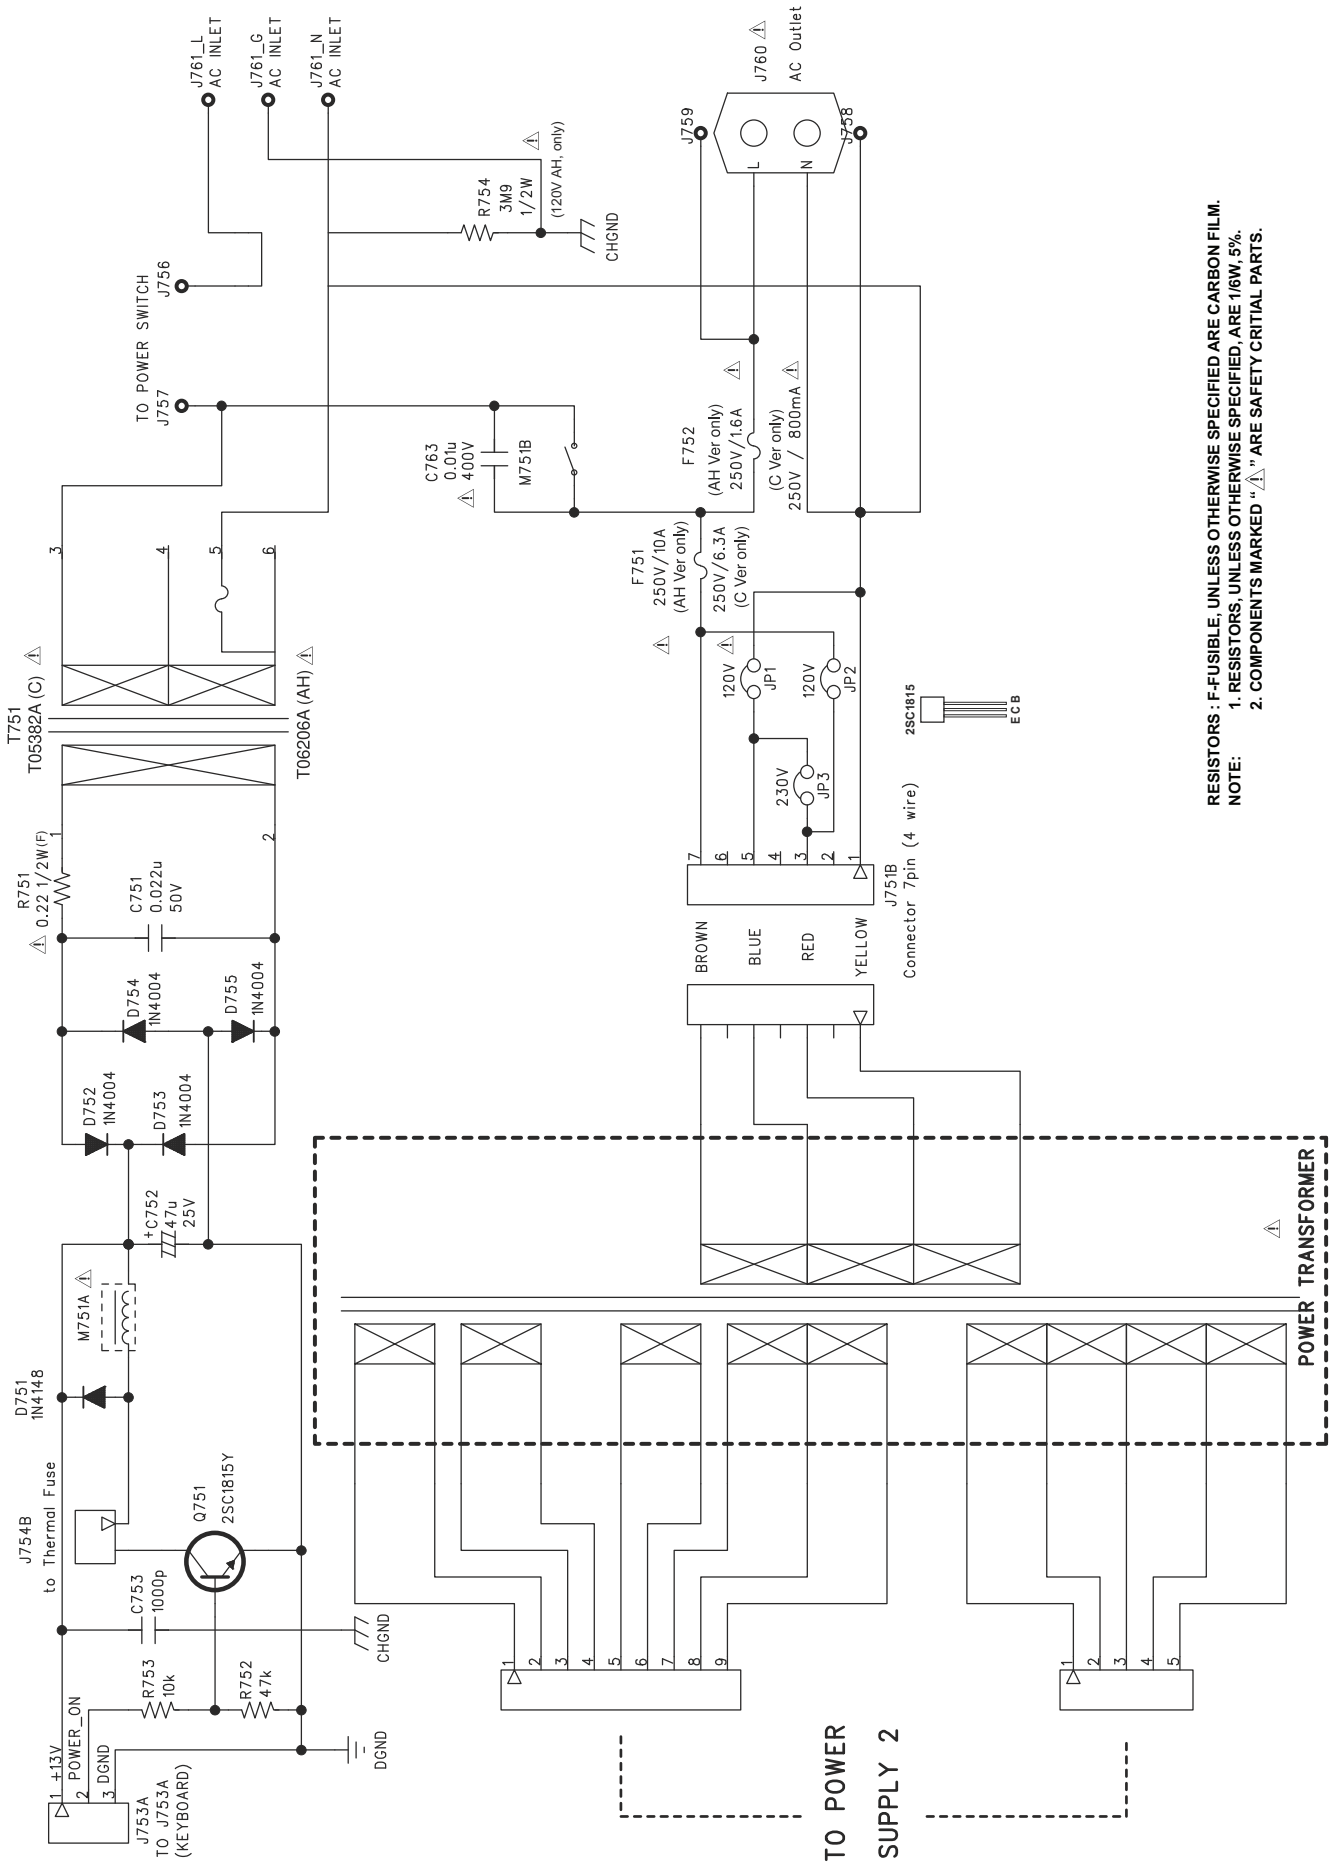 J761_L
AC INLET
J761_G
AC INLET
J761_N
AC INLET
TO POWER SWITCH
J757
J756
R754
3M9
1/2W
(120V AH, only)
CHGND
J759
J760
AC Outlet
L
N
J758
T751
T05382A (C)
T06206A (AH)
3
4
5
6
1
2
R751
0.22 1/2W(F)
C751
0.022u
50V
D754
1N4004
D755
1N4004
D752
1N4004
D753
1N4004
+C752
47u
25V
M751A
D751
1N4148
J754B
to Thermal Fuse
Q751
2SC1815Y
C753
1000p
CHGND
R753
10k
R752
47k
1 +13V
2 POWER_ON
3 DGND
J753A
TO J753A
(KEYBOARD)
DGND
C763
0.01u
400V
M751B
F752
(AH Ver only)
250V/1.6A
(C Ver only)
250V / 800mA
F751
250V/10A
(AH Ver only)
250V/6.3A
(C Ver only)
120V
JP1
120V
JP2
230V
JP3
7
6
5
4
3
2
1
J751B
Connector 7pin (4 wire)
BROWN
BLUE
RED
YELLOW
2SC1815
E C B
POWER TRANSFORMER
1
2
3
4
5
6
7
8
9
1
2
3
4
5
TO POWER
SUPPLY 2
RESISTORS : F-FUSIBLE, UNLESS OTHERWISE SPECIFIED ARE CARBON FILM.
NOTE: 1. RESISTORS, UNLESS OTHERWISE SPECIFIED, ARE 1/6W, 5%.
2. COMPONENTS MARKED “ ⚠ ” ARE SAFETY CRITIAL PARTS.